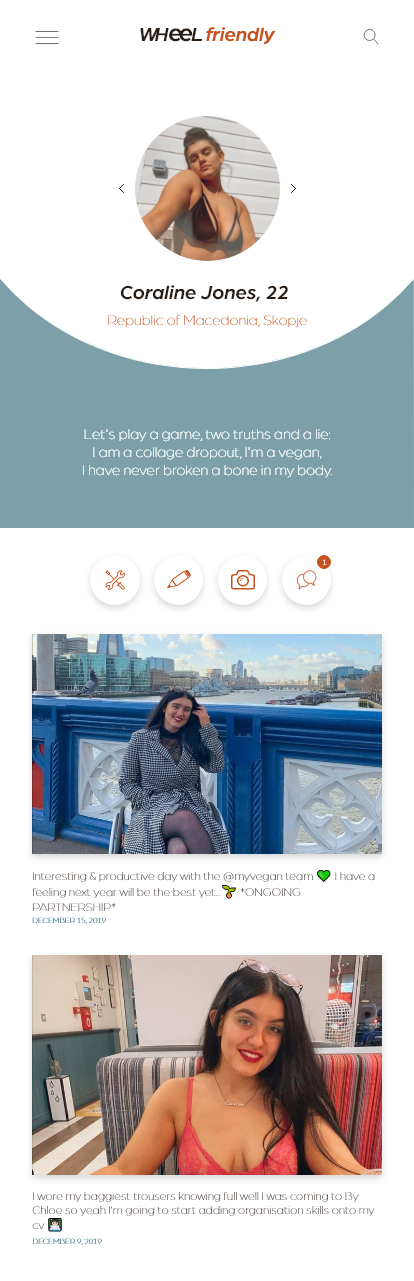 WHEEL friendly
Coraline Jones, 22
Republic of Macedonia, Skopje
Let's play a game, two truths and a lie:
I am a collage dropout, I'm a vegan,
I have never broken a bone in my body.
1
Interesting & productive day with the @myvegan team 💚 I have a
feeling next year will be the best yet...🌱 *ONGOING
PARTNERSHIP*
DECEMBER 15, 2019
I wore my baggiest trousers knowing full well I was coming to By
Chloe so yeah I'm going to start adding organisation skills onto my
cv 👩🏻‍💻
DECEMBER 9, 2019